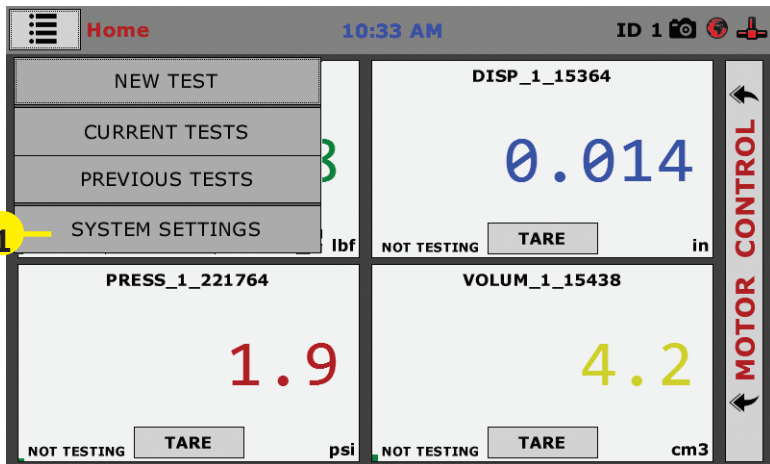 Home 10:33 AM ID 1
NEW TEST
CURRENT TESTS
PREVIOUS TESTS
SYSTEM SETTINGS
1
lbf
DISP_1_15364
0.014
NOT TESTING TARE in
PRESS_1_221764
1.9
NOT TESTING TARE psi
VOLUM_1_15438
4.2
NOT TESTING TARE cm3
MOTOR CONTROL